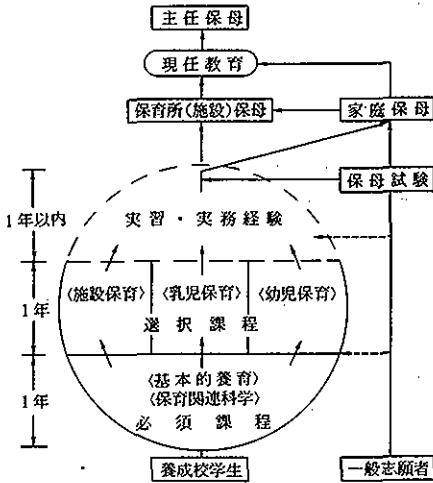 主任保母
現任教育
保育所(施設)保母
家庭保母
保母試験
1年以内
実習・実務経験
1年
〈施設保育〉
〈乳児保育〉
〈幼児保育〉
選択課程
1年
〈基本的養育〉
〈保育関連科学〉
必須課程
養成校学生
一般志願者